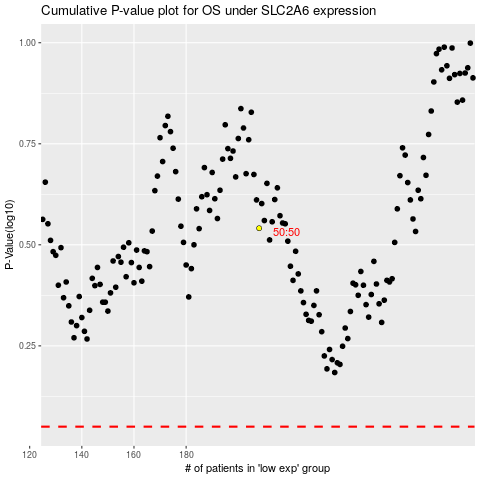 Cumulative P-value plot for OS under SLC2A6 expression
P-Value(log10)
1.00
0.75
0.50
0.25
50:50
120 140 160 180
# of patients in 'low exp' group